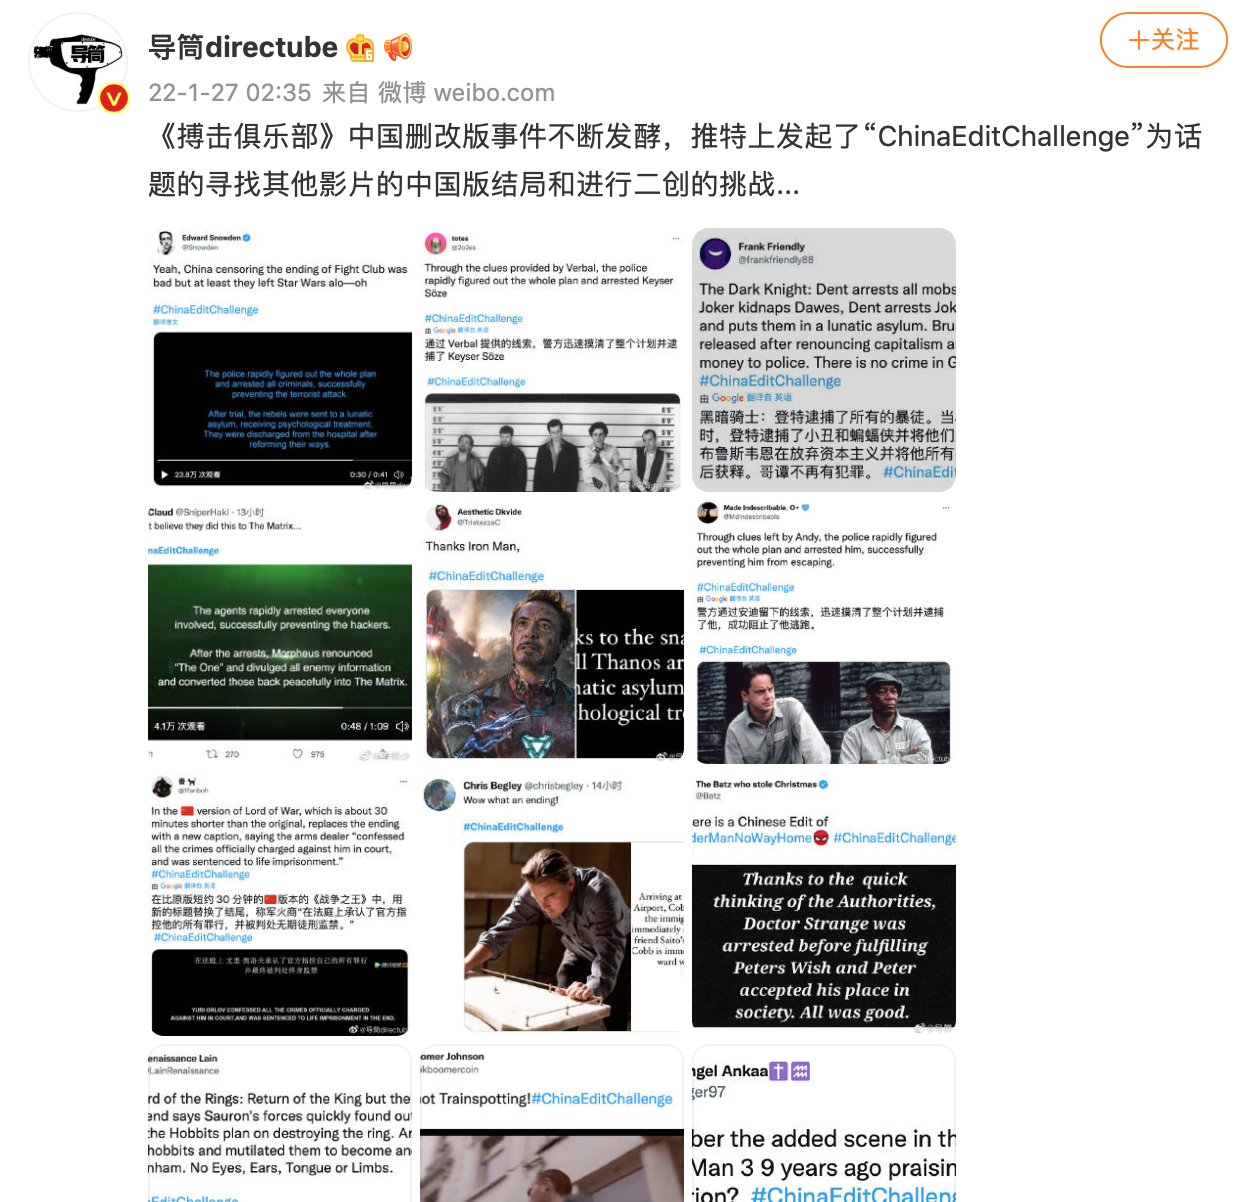 导筒directube
+关注
22-1-27 02:35 来自 微博 weibo.com
《搏击俱乐部》中国删改版事件不断发酵，推特上发起了“ChinaEditChallenge”为话
题的寻找其他影片的中国版结局和进行二创的挑战...
导筒
Edward Snowden
@Snowden
Yeah, China censoring the ending of Fight Club was
bad but at least they left Star Wars alo—oh
#ChinaEditChallenge
翻译推文
The police rapidly figured out the whole plan
and arrested all criminals, successfully
preventing the terrorist attack.
After trial, the rebels were sent to a lunatic
asylum, receiving psychological treatment.
They were discharged from the hospital after
reforming their ways.
23.8万 次观看
0:30 / 0:41
totes
Through the clues provided by Verbal, the police
rapidly figured out the whole plan and arrested Keyser
Söze
#ChinaEditChallenge
由 Google 翻译自 英语
通过 Verbal 提供的线索，警方迅速摸清了整个计划并逮
捕了 Keyser Söze
#ChinaEditChallenge
Frank Friendly
@frankfriendly88
The Dark Knight: Dent arrests all mobs
Joker kidnaps Dawes, Dent arrests Jok
and puts them in a lunatic asylum. Bru
released after renouncing capitalism a
money to police. There is no crime in G
#ChinaEditChallenge
由 Google 翻译自 英语
黑暗骑士：登特逮捕了所有的暴徒。当
时，登特逮捕了小丑和蝙蝠侠并将他们
布鲁斯韦恩在放弃资本主义并将他所有
后获释。哥谭不再有犯罪。 #ChinaEdit
Claud @SniperHaki · 13小时
t believe they did this to The Matrix...
naEditChallenge
The agents rapidly arrested everyone
involved, successfully preventing the hackers.
After the arrests, Morpheus renounced
“The One” and divulged all enemy information
and converted those back peacefully into The Matrix.
4.1万 次观看
0:48 / 1:09
270
975
Aesthetic Dkvide
@TristezzaC
Thanks Iron Man,
#ChinaEditChallenge
ks to the sna
ll Thanos ar
natic asylum
hological tr
Made Indescribable, O+
@MdIndescribable
Through clues left by Andy, the police rapidly figured
out the whole plan and arrested him, successfully
preventing him from escaping.
#ChinaEditChallenge
由 Google 翻译自 英语
警方通过安迪留下的线索，迅速摸清了整个计划并逮捕
了他，成功阻止了他逃跑。
#ChinaEditChallenge
In the 🇨🇳 version of Lord of War, which is about 30
minutes shorter than the original, replaces the ending
with a new caption, saying the arms dealer “confessed
all the crimes officially charged against him in court,
and was sentenced to life imprisonment.”
#ChinaEditChallenge
由 Google 翻译自 英语
在比原版短约 30 分钟的🇨🇳版本的《战争之王》中，用
新的标题替换了结尾，称军火商“在法庭上承认了官方指
控他的所有罪行，并被判处无期徒刑监禁。”
#ChinaEditChallenge
在法庭上 尤里·奥洛夫承认了官方指控自己的所有罪行
并最终被判处终身监禁
YURI ORLOV CONFESSED ALL THE CRIMES OFFICIALLY CHARGED
AGAINST HIM IN COURT,AND WAS SENTENCED TO LIFE IMPRISONMENT IN THE END.
Chris Begley @chrisbegley · 14小时
Wow what an ending!
#ChinaEditChallenge
Arriving at
Airport, Cob
the immig
immediately
friend Saito's
Cobb is imm
ward w
The Batz who stole Christmas
@Batz
ere is a Chinese Edit of
derManNoWayHome #ChinaEditChallenge
Thanks to the quick
thinking of the Authorities,
Doctor Strange was
arrested before fulfilling
Peters Wish and Peter
accepted his place in
society. All was good.
enaissance Lain
LainRenaissance
rd of the Rings: Return of the King but the
end says Sauron's forces quickly found ou
the Hobbits plan on destroying the ring. Ar
hobbits and mutilated them to become an
nham. No Eyes, Ears, Tongue or Limbs.
EditChallenge
omer Johnson
kboomercoin
ot Trainspotting!#ChinaEditChallenge
ngel Ankaa
ger97
ber the added scene in th
Man 3 9 years ago praisin
ion? #ChinaEditChallen